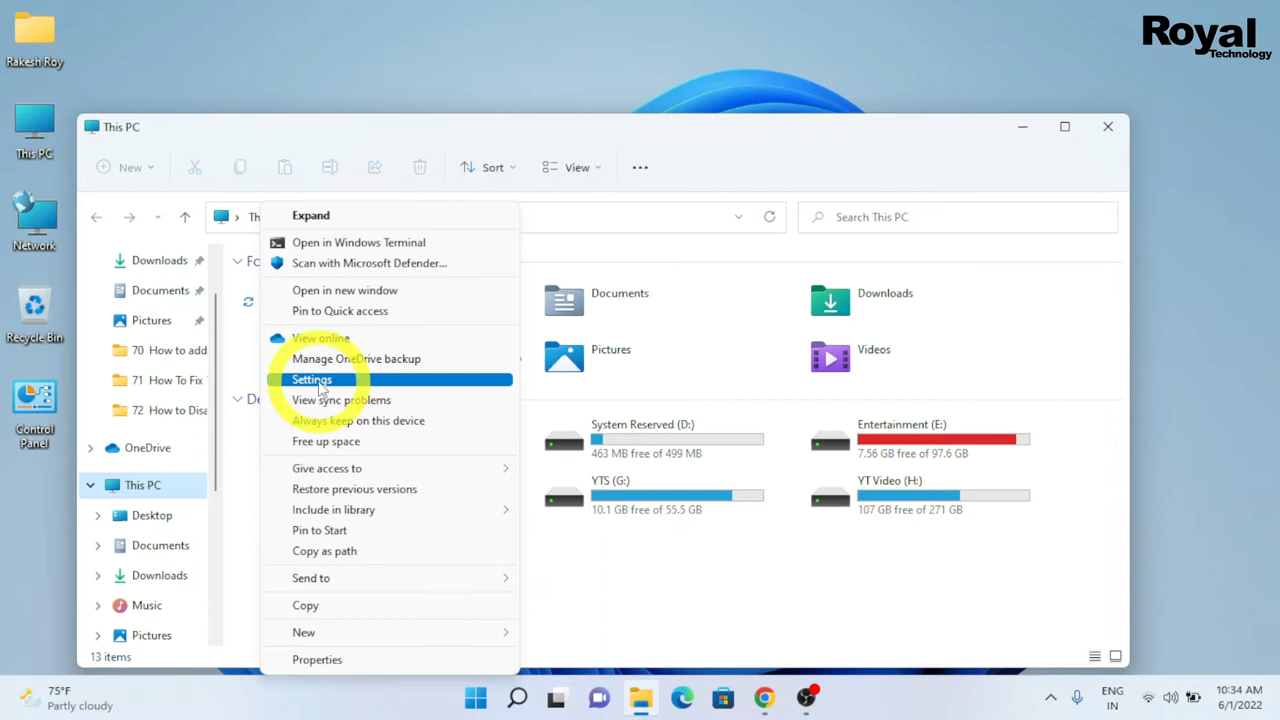 Rakesh Roy
This PC
Network
Recycle Bin
Control
Panel
Royal
Technology
This PC
New
Sort
View
Th
Search This PC
Downloads
Documents
Pictures
70 How to add
71 How To Fix
72 How to Disa
OneDrive
This PC
Desktop
Documents
Downloads
Music
Pictures
13 items
Fo
De
Expand
Open in Windows Terminal
Scan with Microsoft Defender...
Open in new window
Pin to Quick access
View online
Manage OneDrive backup
Settings
View sync problems
Always keep on this device
Free up space
Give access to
Restore previous versions
Include in library
Pin to Start
Copy as path
Send to
Copy
New
Properties
Documents
Downloads
Pictures
Videos
System Reserved (D:)
463 MB free of 499 MB
Entertainment (E:)
7.56 GB free of 97.6 GB
YTS (G:)
10.1 GB free of 55.5 GB
YT Video (H:)
107 GB free of 271 GB
75°F
Partly cloudy
ENG
IN
10:34 AM
6/1/2022